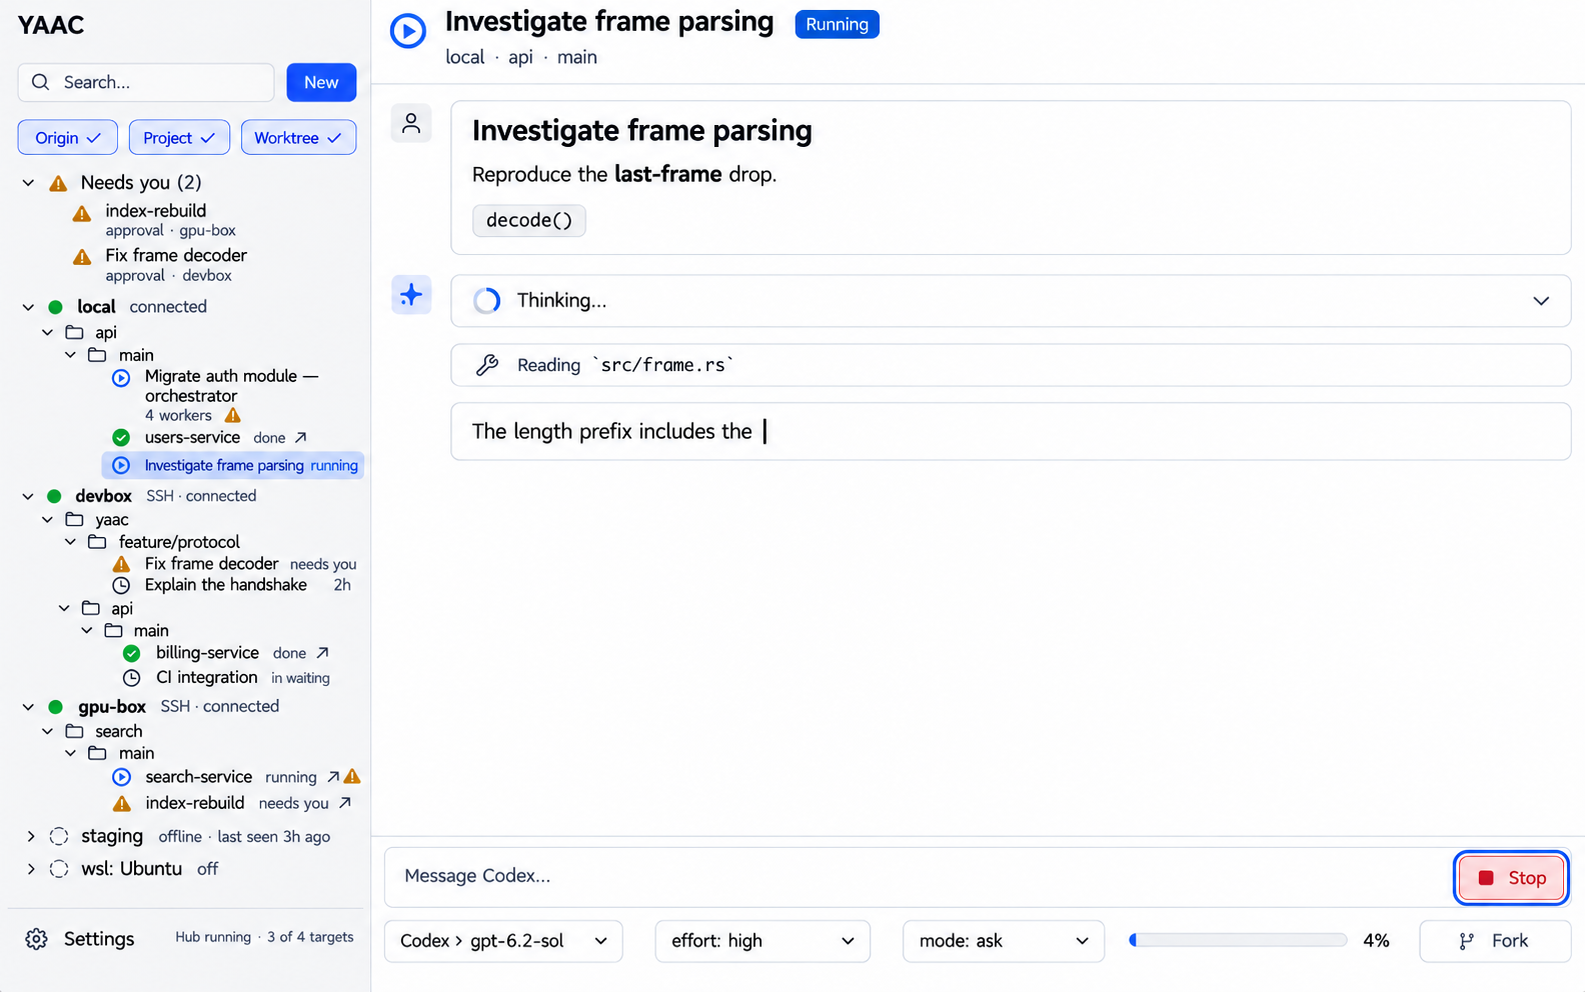 YAAC
Search...
New
Origin
Project
Worktree
Needs you (2)
index-rebuild
approval · gpu-box
Fix frame decoder
approval · devbox
local connected
api
main
Migrate auth module —
orchestrator
4 workers
users-service done
Investigate frame parsing running
devbox SSH · connected
yaac
feature/protocol
Fix frame decoder needs you
Explain the handshake 2h
api
main
billing-service done
CI integration in waiting
gpu-box SSH · connected
search
main
search-service running
index-rebuild needs you
staging offline · last seen 3h ago
wsl: Ubuntu off
Settings Hub running · 3 of 4 targets
Investigate frame parsing Running
local · api · main
Investigate frame parsing
Reproduce the last-frame drop.
decode()
Thinking...
Reading `src/frame.rs`
The length prefix includes the
Message Codex...
Stop
Codex > gpt-6.2-sol
effort: high
mode: ask
4%
Fork